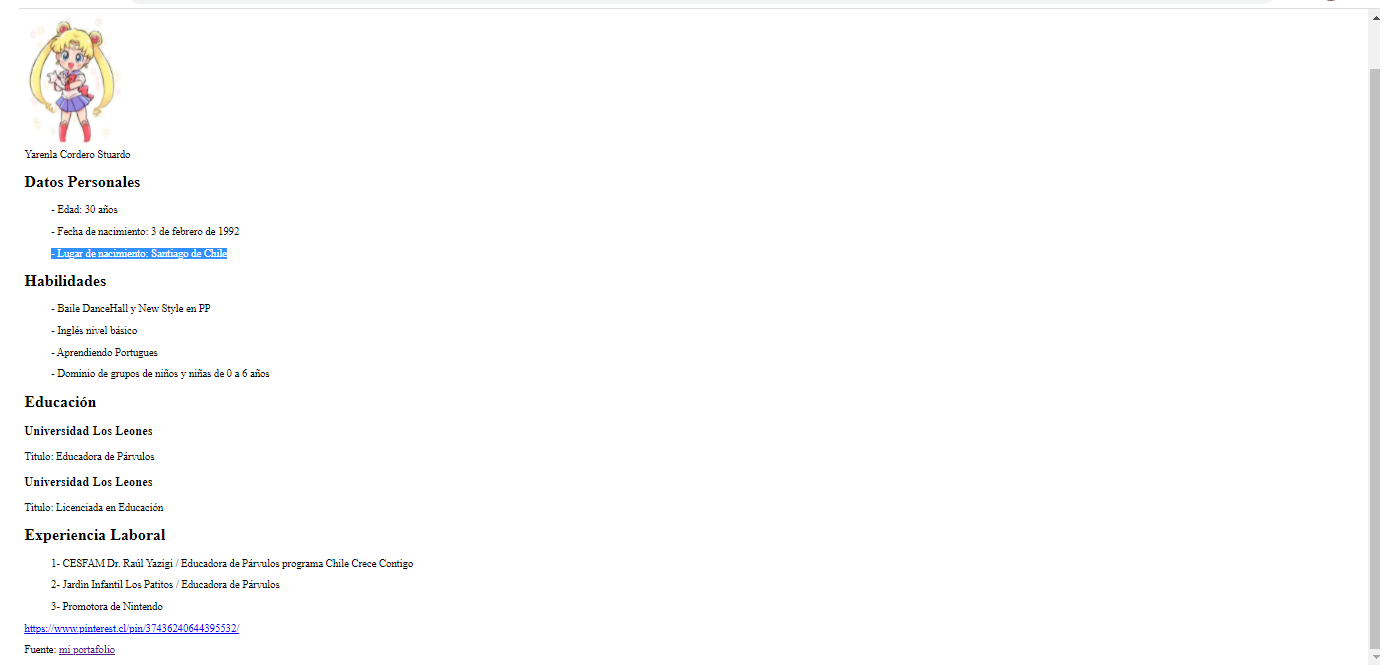 Yarenla Cordero Stuardo
Datos Personales
- Edad: 30 años
- Fecha de nacimiento: 3 de febrero de 1992
- Lugar de nacimiento: Santiago de Chile
Habilidades
- Baile DanceHall y New Style en PP
- Inglés nivel básico
- Aprendiendo Portugues
- Dominio de grupos de niños y niñas de 0 a 6 años
Educación
Universidad Los Leones
Título: Educadora de Párvulos
Universidad Los Leones
Título: Licenciada en Educación
Experiencia Laboral
1- CESFAM Dr. Raúl Yazigi / Educadora de Párvulos programa Chile Crece Contigo
2- Jardín Infantil Los Patitos / Educadora de Párvulos
3- Promotora de Nintendo
https://www.pinterest.cl/pin/37436240644395532/
Fuente: mi portafolio